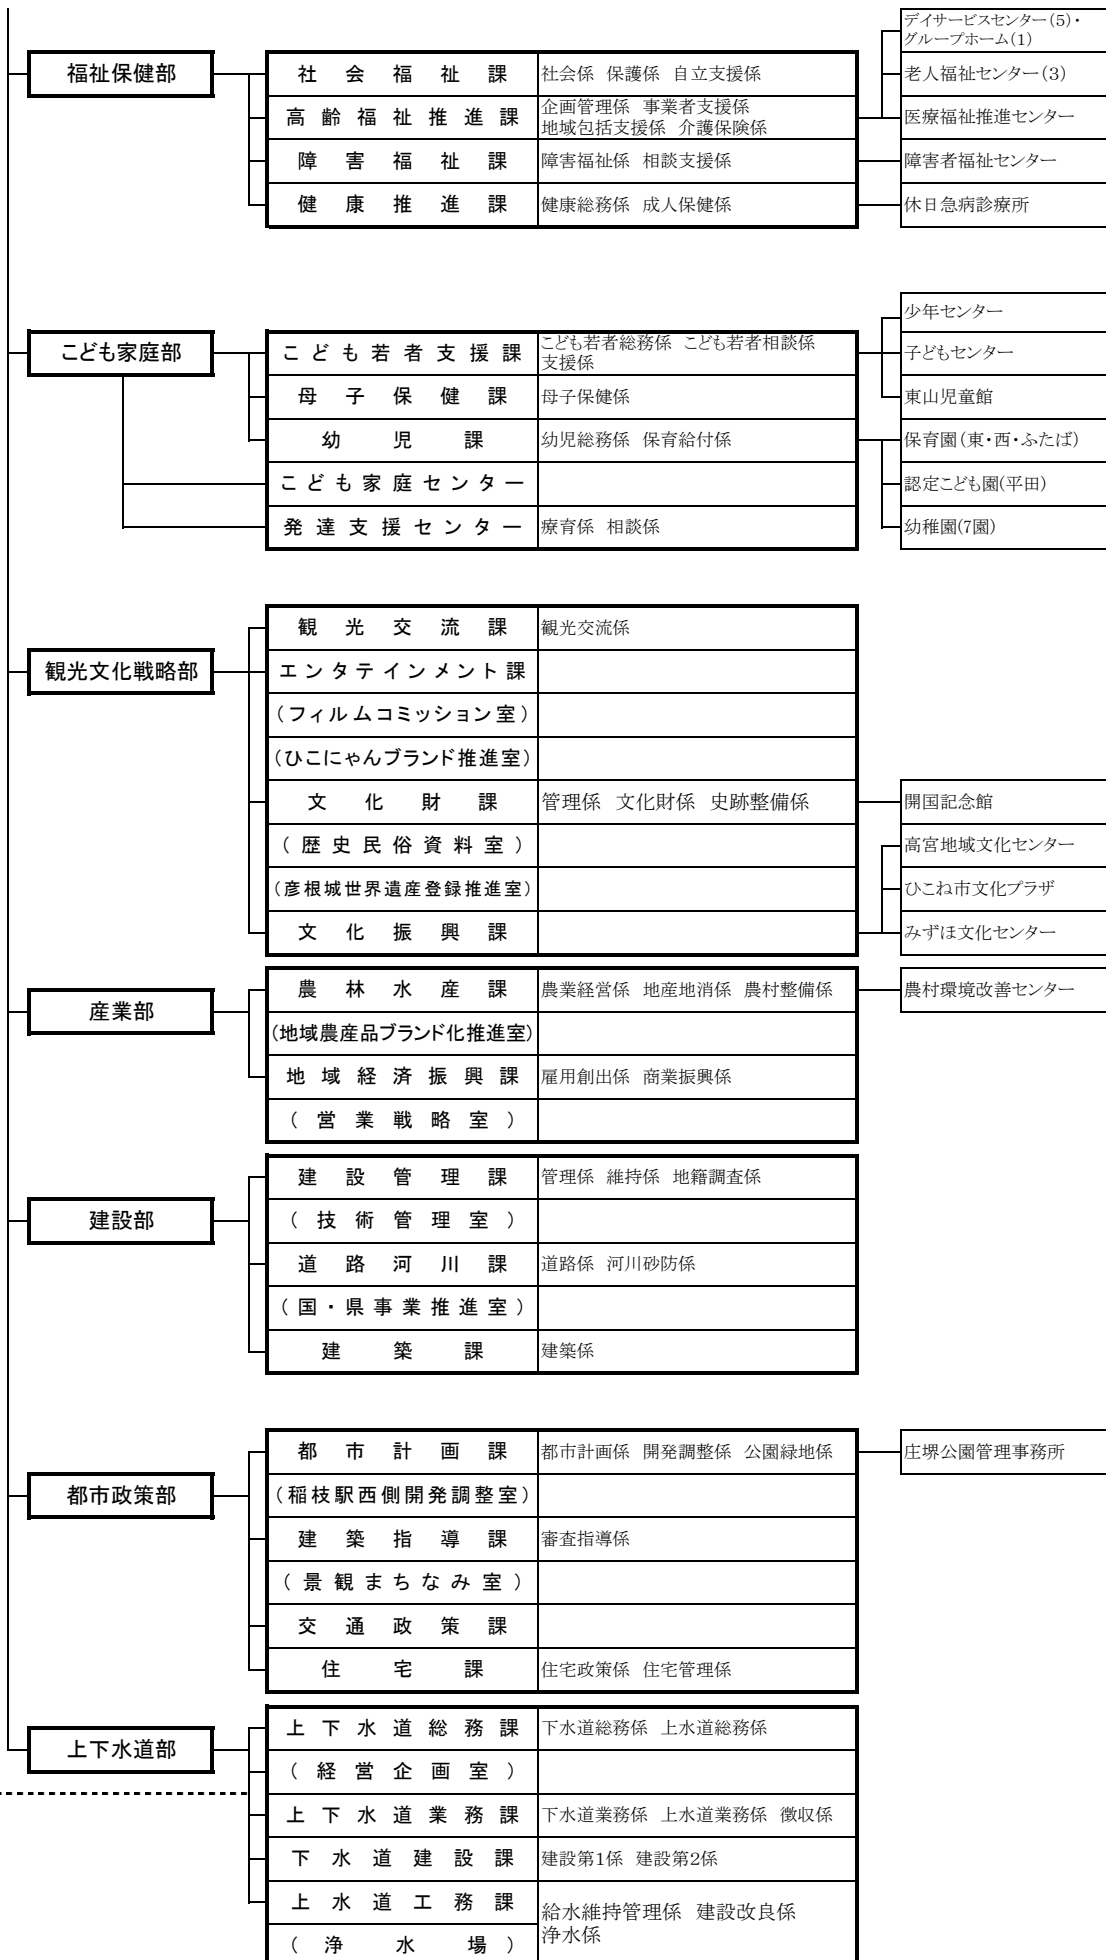 デイサービスセンター(5)・
グループホーム(1)
福祉保健部
社会福祉課 社会係 保護係 自立支援係
老人福祉センター(3)
高齢福祉推進課 企画管理係 事業者支援係
地域包括支援係 介護保険係
医療福祉推進センター
障害福祉課 障害福祉係 相談支援係
障害者福祉センター
健康推進課 健康総務係 成人保健係
休日急病診療所
少年センター
こども家庭部
こども若者支援課 こども若者総務係 こども若者相談係
支援係
子どもセンター
母子保健課 母子保健係
東山児童館
幼児課 幼児総務係 保育給付係
保育園(東・西・ふたば)
こども家庭センター
認定こども園(平田)
発達支援センター 療育係 相談係
幼稚園(7園)
観光文化戦略部
観光交流課 観光交流係
エンタテインメント課
(フィルムコミッション室)
(ひこにゃんブランド推進室)
文化財課 管理係 文化財係 史跡整備係
開国記念館
(歴史民俗資料室)
高宮地域文化センター
(彦根城世界遺産登録推進室)
ひこね市文化プラザ
文化振興課
みずほ文化センター
産業部
農林水産課 農業経営係 地産地消係 農村整備係
農村環境改善センター
(地域農産品ブランド化推進室)
地域経済振興課 雇用創出係 商業振興係
(営業戦略室)
建設部
建設管理課 管理係 維持係 地籍調査係
(技術管理室)
道路河川課 道路係 河川砂防係
(国・県事業推進室)
建築課 建築係
都市政策部
都市計画課 都市計画係 開発調整係 公園緑地係
庄堺公園管理事務所
(稲枝駅西側開発調整室)
建築指導課 審査指導係
(景観まちなみ室)
交通政策課
住宅課 住宅政策係 住宅管理係
上下水道部
上下水道総務課 下水道総務係 上水道総務係
(経営企画室)
上下水道業務課 下水道業務係 上水道業務係 徴収係
下水道建設課 建設第1係 建設第2係
上水道工務課 給水維持管理係 建設改良係
浄水係
(浄水場)